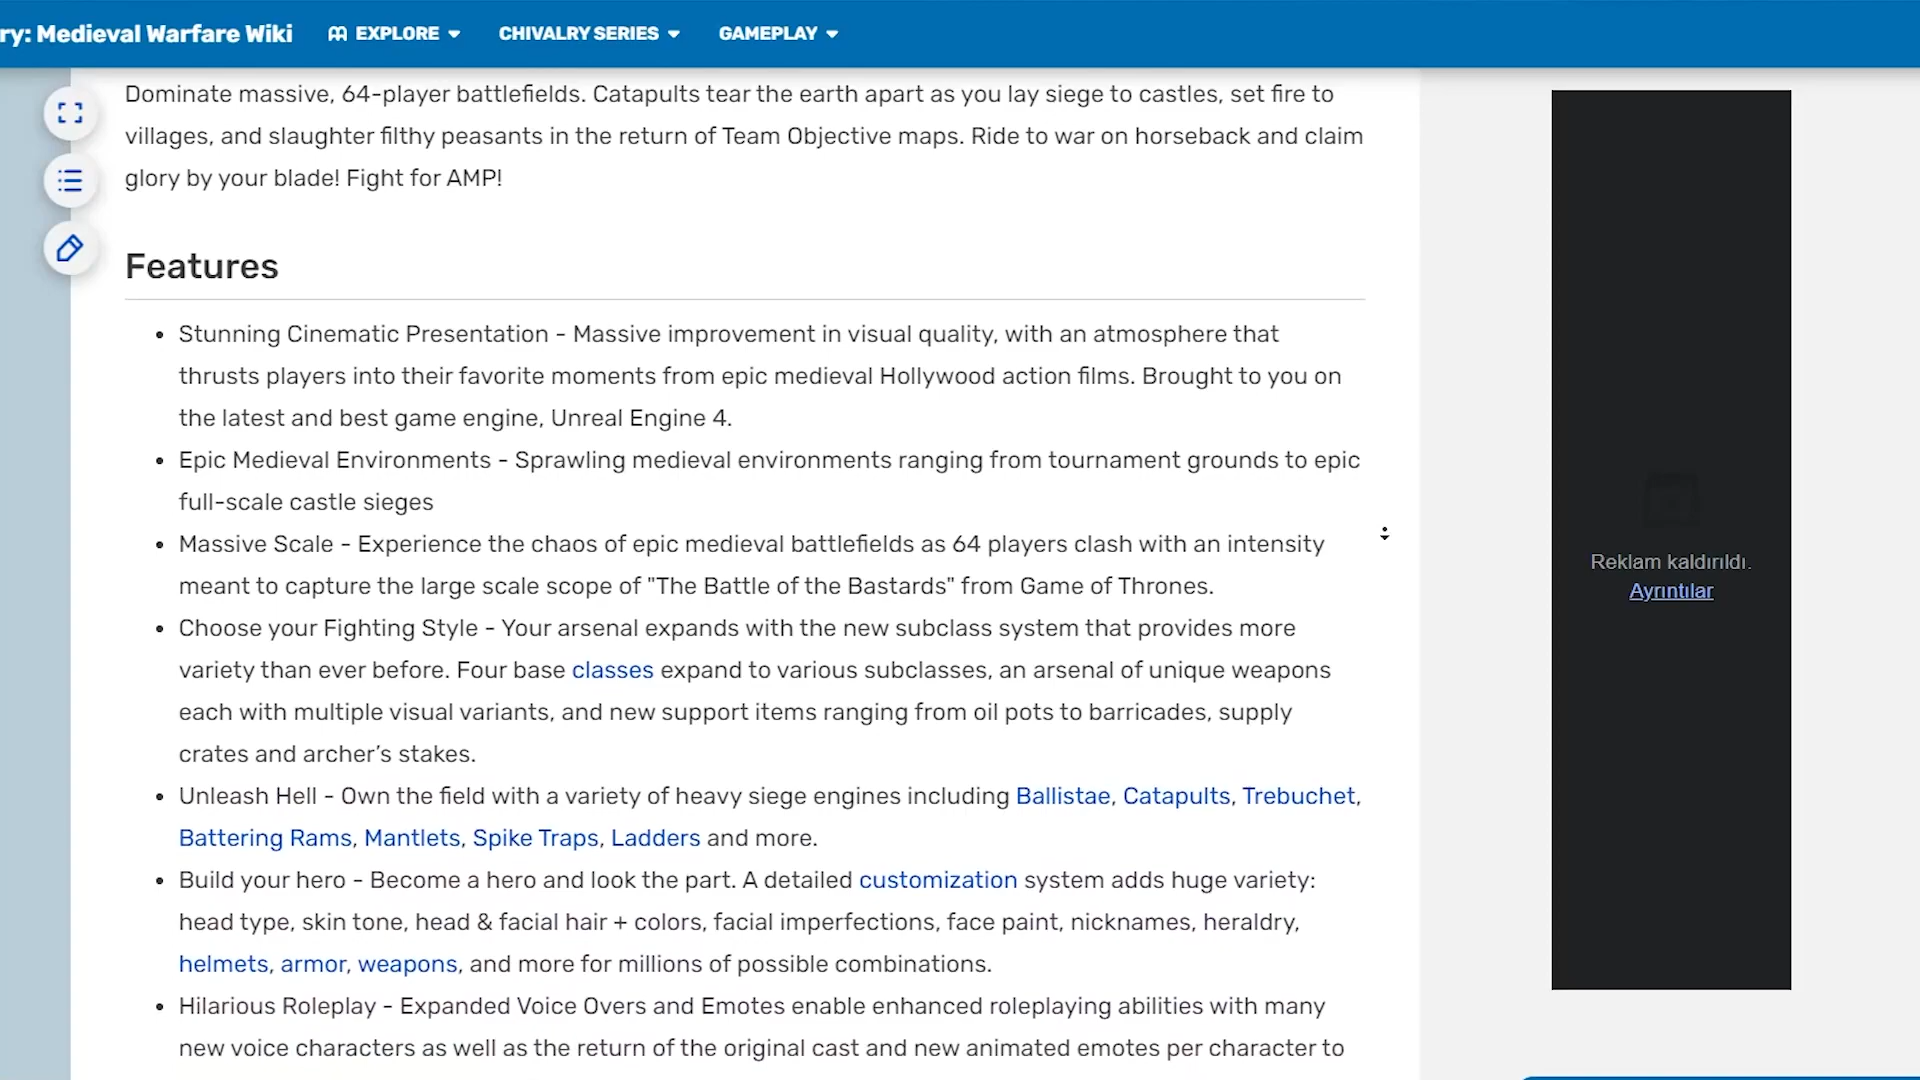 ry: Medieval Warfare Wiki
EXPLORE
CHIVALRY SERIES
GAMEPLAY
Dominate massive, 64-player battlefields. Catapults tear the earth apart as you lay siege to castles, set fire to
villages, and slaughter filthy peasants in the return of Team Objective maps. Ride to war on horseback and claim
glory by your blade! Fight for AMP!
Features
• Stunning Cinematic Presentation - Massive improvement in visual quality, with an atmosphere that
thrusts players into their favorite moments from epic medieval Hollywood action films. Brought to you on
the latest and best game engine, Unreal Engine 4.
• Epic Medieval Environments - Sprawling medieval environments ranging from tournament grounds to epic
full-scale castle sieges
• Massive Scale - Experience the chaos of epic medieval battlefields as 64 players clash with an intensity
meant to capture the large scale scope of "The Battle of the Bastards" from Game of Thrones.
• Choose your Fighting Style - Your arsenal expands with the new subclass system that provides more
variety than ever before. Four base classes expand to various subclasses, an arsenal of unique weapons
each with multiple visual variants, and new support items ranging from oil pots to barricades, supply
crates and archer’s stakes.
• Unleash Hell - Own the field with a variety of heavy siege engines including Ballistae, Catapults, Trebuchet,
Battering Rams, Mantlets, Spike Traps, Ladders and more.
• Build your hero - Become a hero and look the part. A detailed customization system adds huge variety:
head type, skin tone, head & facial hair + colors, facial imperfections, face paint, nicknames, heraldry,
helmets, armor, weapons, and more for millions of possible combinations.
• Hilarious Roleplay - Expanded Voice Overs and Emotes enable enhanced roleplaying abilities with many
new voice characters as well as the return of the original cast and new animated emotes per character to
Reklam kaldırıldı.
Ayrıntılar